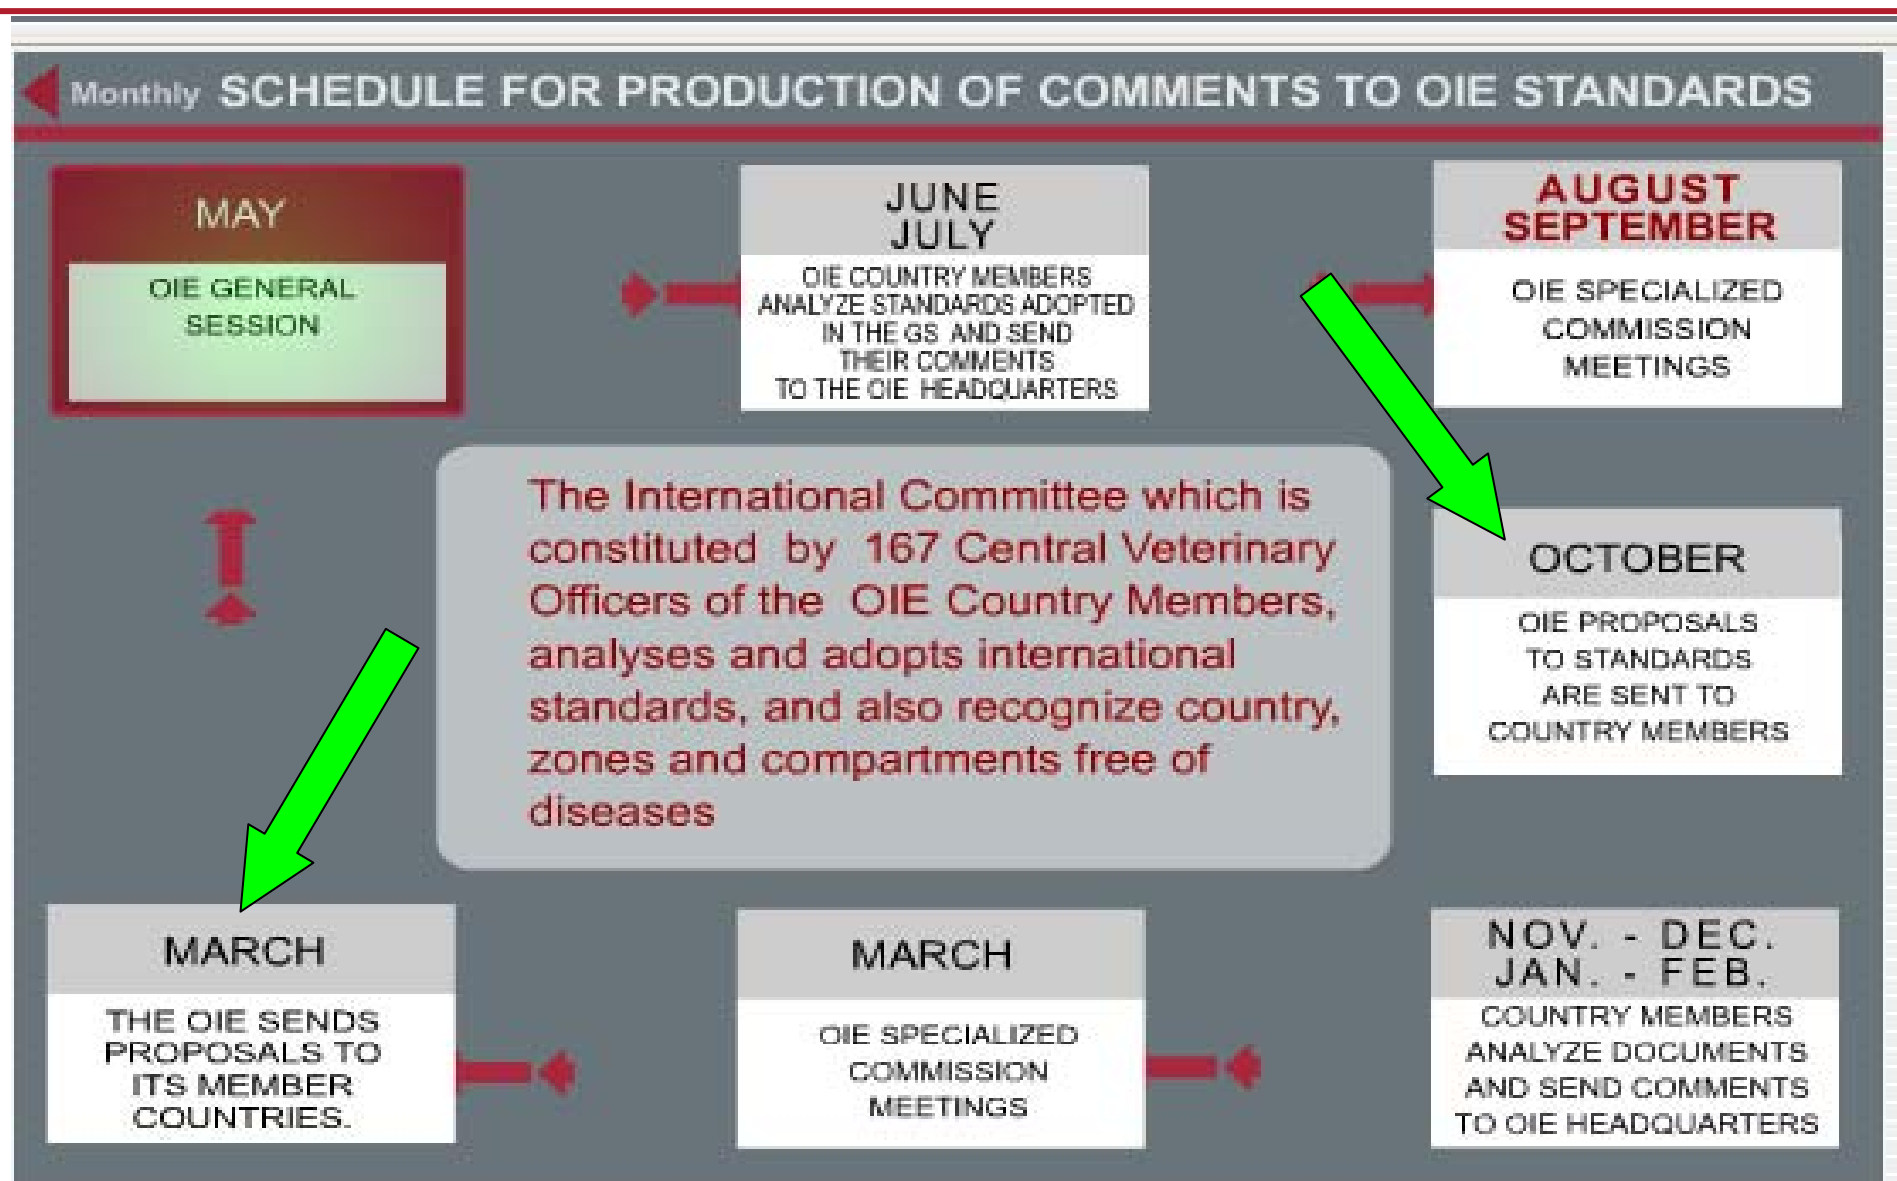 Monthly SCHEDULE FOR PRODUCTION OF COMMENTS TO OIE STANDARDS
MAY
OIE GENERAL
SESSION
JUNE
JULY
OIE COUNTRY MEMBERS
ANALYZE STANDARDS ADOPTED
IN THE GS AND SEND
THEIR COMMENTS
TO THE OIE HEADQUARTERS
AUGUST
SEPTEMBER
OIE SPECIALIZED
COMMISSION
MEETINGS
The International Committee which is
constituted by 167 Central Veterinary
Officers of the OIE Country Members,
analyses and adopts international
standards, and also recognize country,
zones and compartments free of
diseases
OCTOBER
OIE PROPOSALS
TO STANDARDS
ARE SENT TO
COUNTRY MEMBERS
MARCH
THE OIE SENDS
PROPOSALS TO
ITS MEMBER
COUNTRIES.
MARCH
OIE SPECIALIZED
COMMISSION
MEETINGS
NOV. - DEC.
JAN. - FEB.
COUNTRY MEMBERS
ANALYZE DOCUMENTS
AND SEND COMMENTS
TO OIE HEADQUARTERS